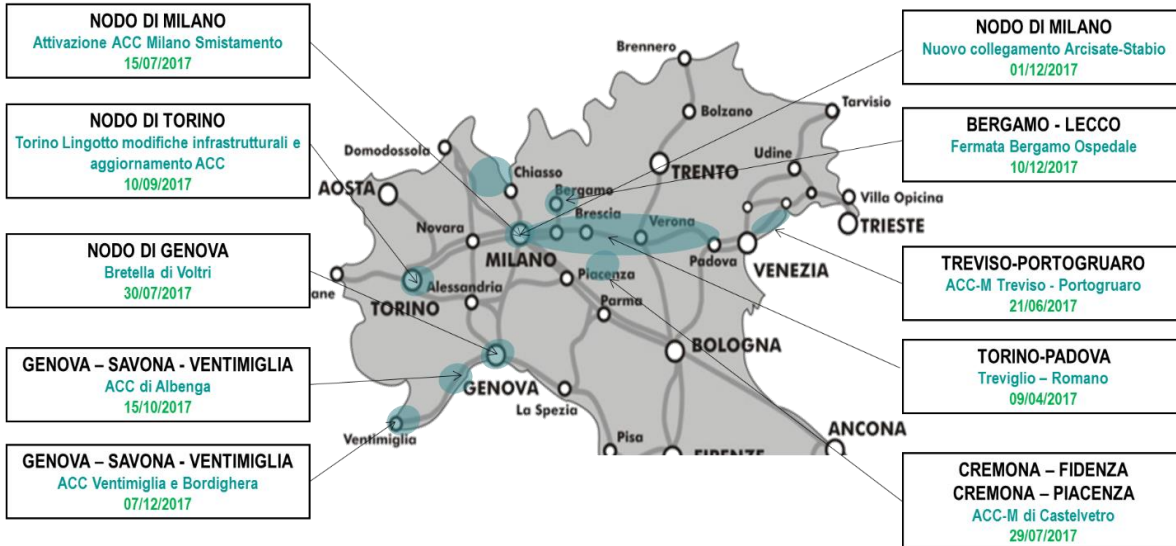 NODO DI MILANO
Attivazione ACC Milano Smistamento
15/07/2017
NODO DI TORINO
Torino Lingotto modifiche infrastrutturali e
aggiornamento ACC
10/09/2017
NODO DI GENOVA
Bretella di Voltri
30/07/2017
GENOVA – SAVONA - VENTIMIGLIA
ACC di Albenga
15/10/2017
GENOVA – SAVONA - VENTIMIGLIA
ACC Ventimiglia e Bordighera
07/12/2017
Brennero
Bolzano
Tarvisio
Domodossola
Chiasso
Udine
AOSTA
TRENTO
Bergamo
Villa Opicina
Brescia
Novara
Verona
TRIESTE
MILANO
Padova
VENEZIA
Piacenza
ane
Alessandria
TORINO
Parma
BOLOGNA
GENOVA
La Spezia
Ventimiglia
Pisa
FIRENZE
ANCONA
NODO DI MILANO
Nuovo collegamento Arcisate-Stabio
01/12/2017
BERGAMO - LECCO
Fermata Bergamo Ospedale
10/12/2017
TREVISO-PORTOGRUARO
ACC-M Treviso - Portogruaro
21/06/2017
TORINO-PADOVA
Treviglio – Romano
09/04/2017
CREMONA – FIDENZA
CREMONA – PIACENZA
ACC-M di Castelvetro
29/07/2017